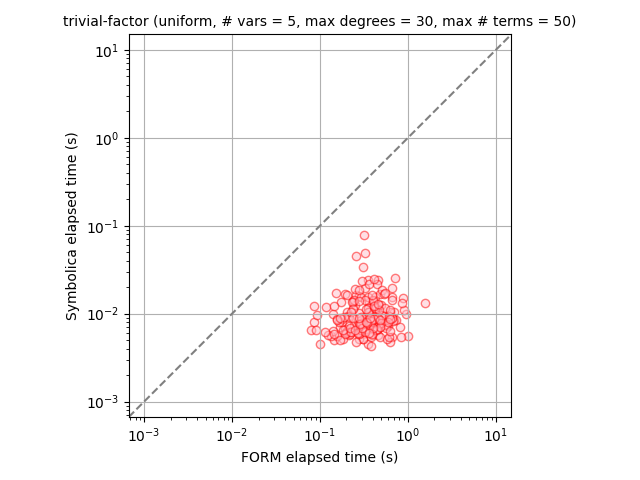 trivial-factor (uniform, # vars = 5, max degrees = 30, max # terms = 50)
Symbolica elapsed time (s)
10¹
10⁰
10⁻¹
10⁻²
10⁻³
10⁻³ 10⁻² 10⁻¹ 10⁰ 10¹
FORM elapsed time (s)